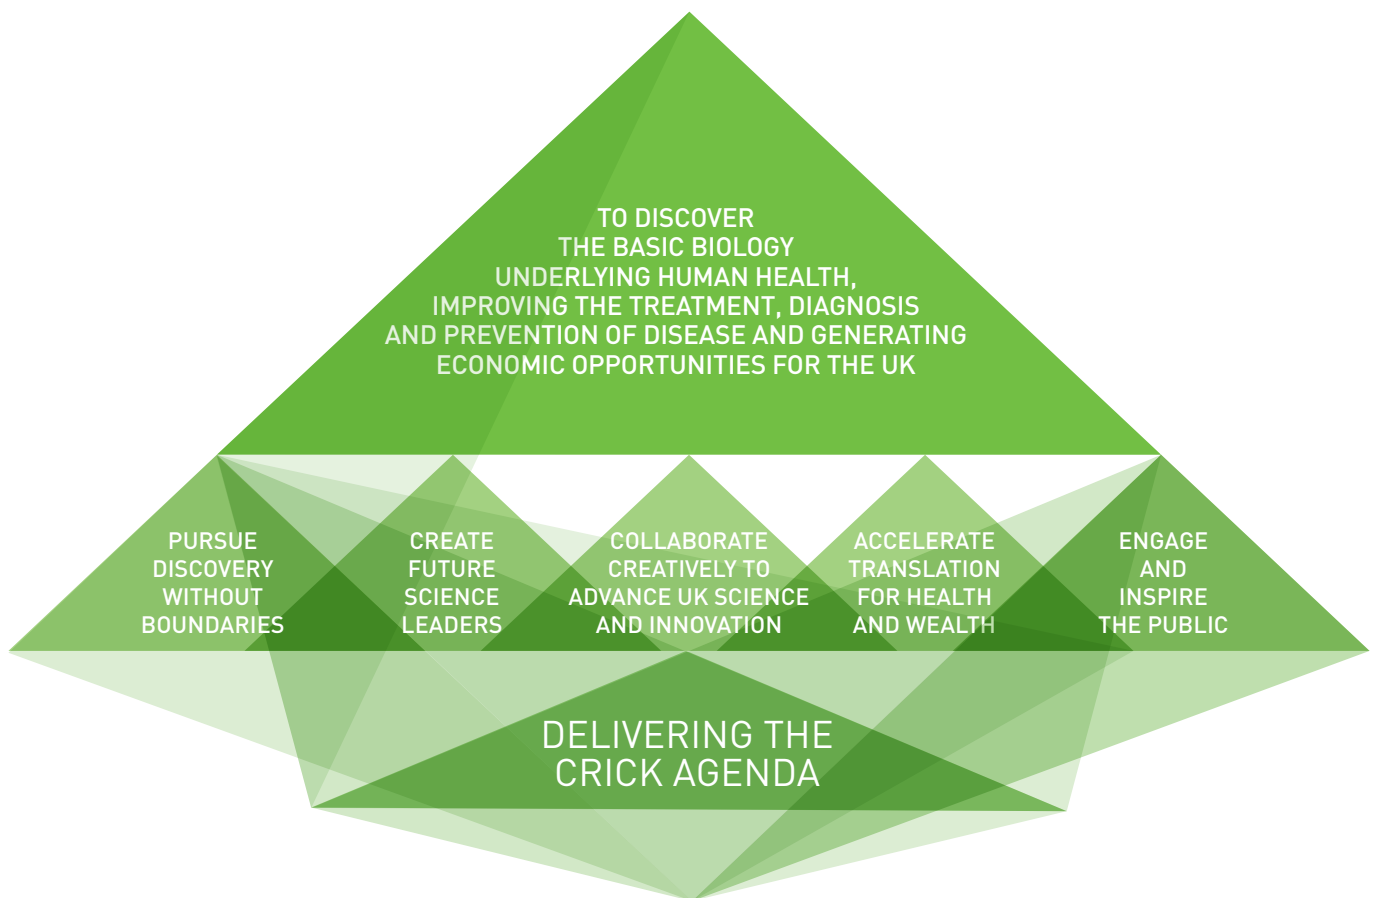 TO DISCOVER
THE BASIC BIOLOGY
UNDERLYING HUMAN HEALTH,
IMPROVING THE TREATMENT, DIAGNOSIS
AND PREVENTION OF DISEASE AND GENERATING
ECONOMIC OPPORTUNITIES FOR THE UK
PURSUE
DISCOVERY
WITHOUT
BOUNDARIES
CREATE
FUTURE
SCIENCE
LEADERS
COLLABORATE
CREATIVELY TO
ADVANCE UK SCIENCE
AND INNOVATION
ACCELERATE
TRANSLATION
FOR HEALTH
AND WEALTH
ENGAGE
AND
INSPIRE
THE PUBLIC
DELIVERING THE
CRICK AGENDA